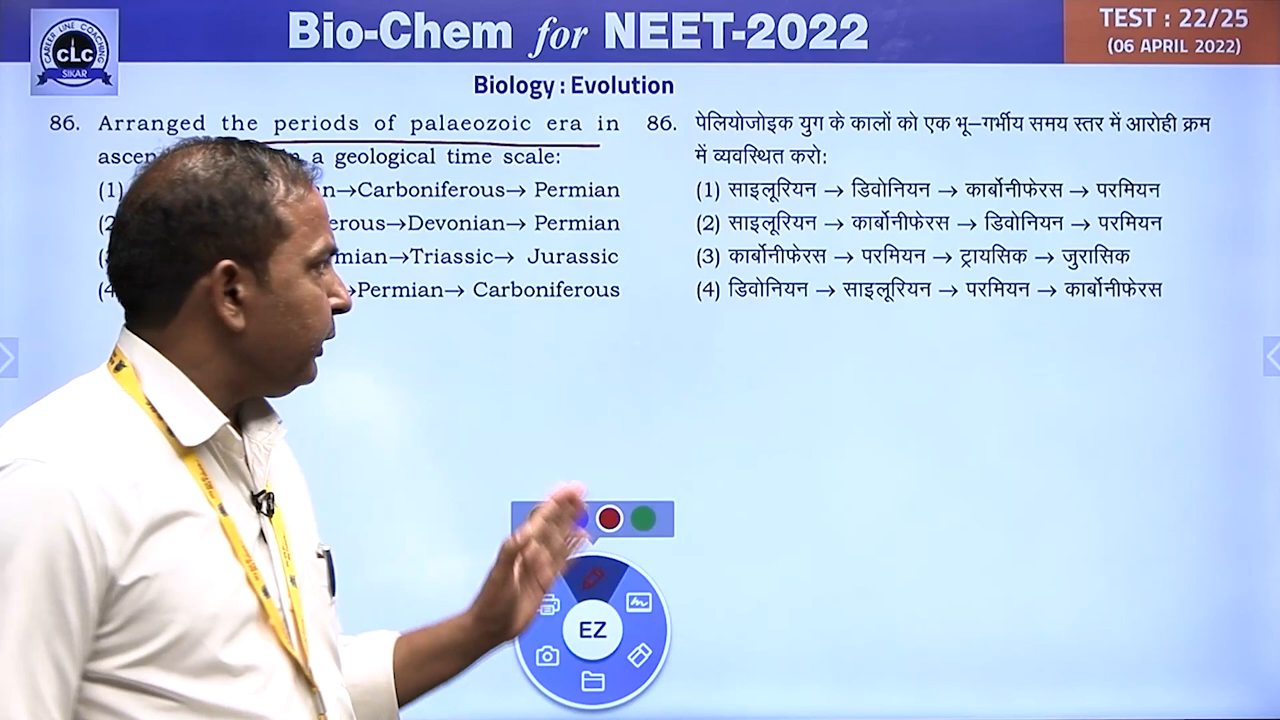 CAREER LINE COACHING
CLC
SIKAR
Bio-Chem for NEET-2022
TEST : 22/25
(06 APRIL 2022)
Biology : Evolution
86. Arranged the periods of palaeozoic era in
a geological time scale:
→Carboniferous→ Permian
→Devonian→ Permian
→Triassic→ Jurassic
→Permian→ Carboniferous
86. पेलियोजोइक युग के कालों को एक भू–गर्भीय समय स्तर में आरोही क्रम
में व्यवस्थित करो:
(1) साइलूरियन → डिवोनियन → कार्बोनीफेरस → परमियन
(2) साइलूरियन → कार्बोनीफेरस → डिवोनियन → परमियन
(3) कार्बोनीफेरस → परमियन → ट्रायसिक → जुरासिक
(4) डिवोनियन → साइलूरियन → परमियन → कार्बोनीफेरस
EZ